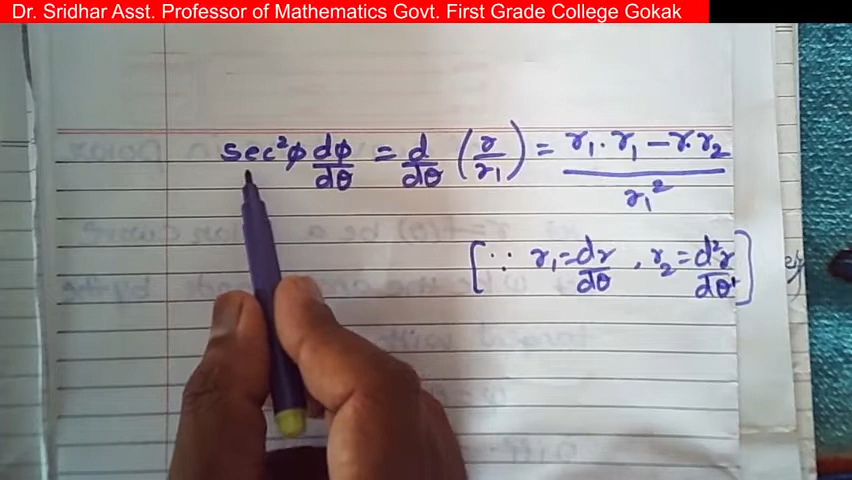 Dr. Sridhar Asst. Professor of Mathematics Govt. First Grade College Gokak
sec²φ dφ/dθ = d/dθ (r/r₁) = r₁·r₁ − r·r₂ / r₁²
[∵ r₁ = dr/dθ , r₂ = d²r/dθ²]